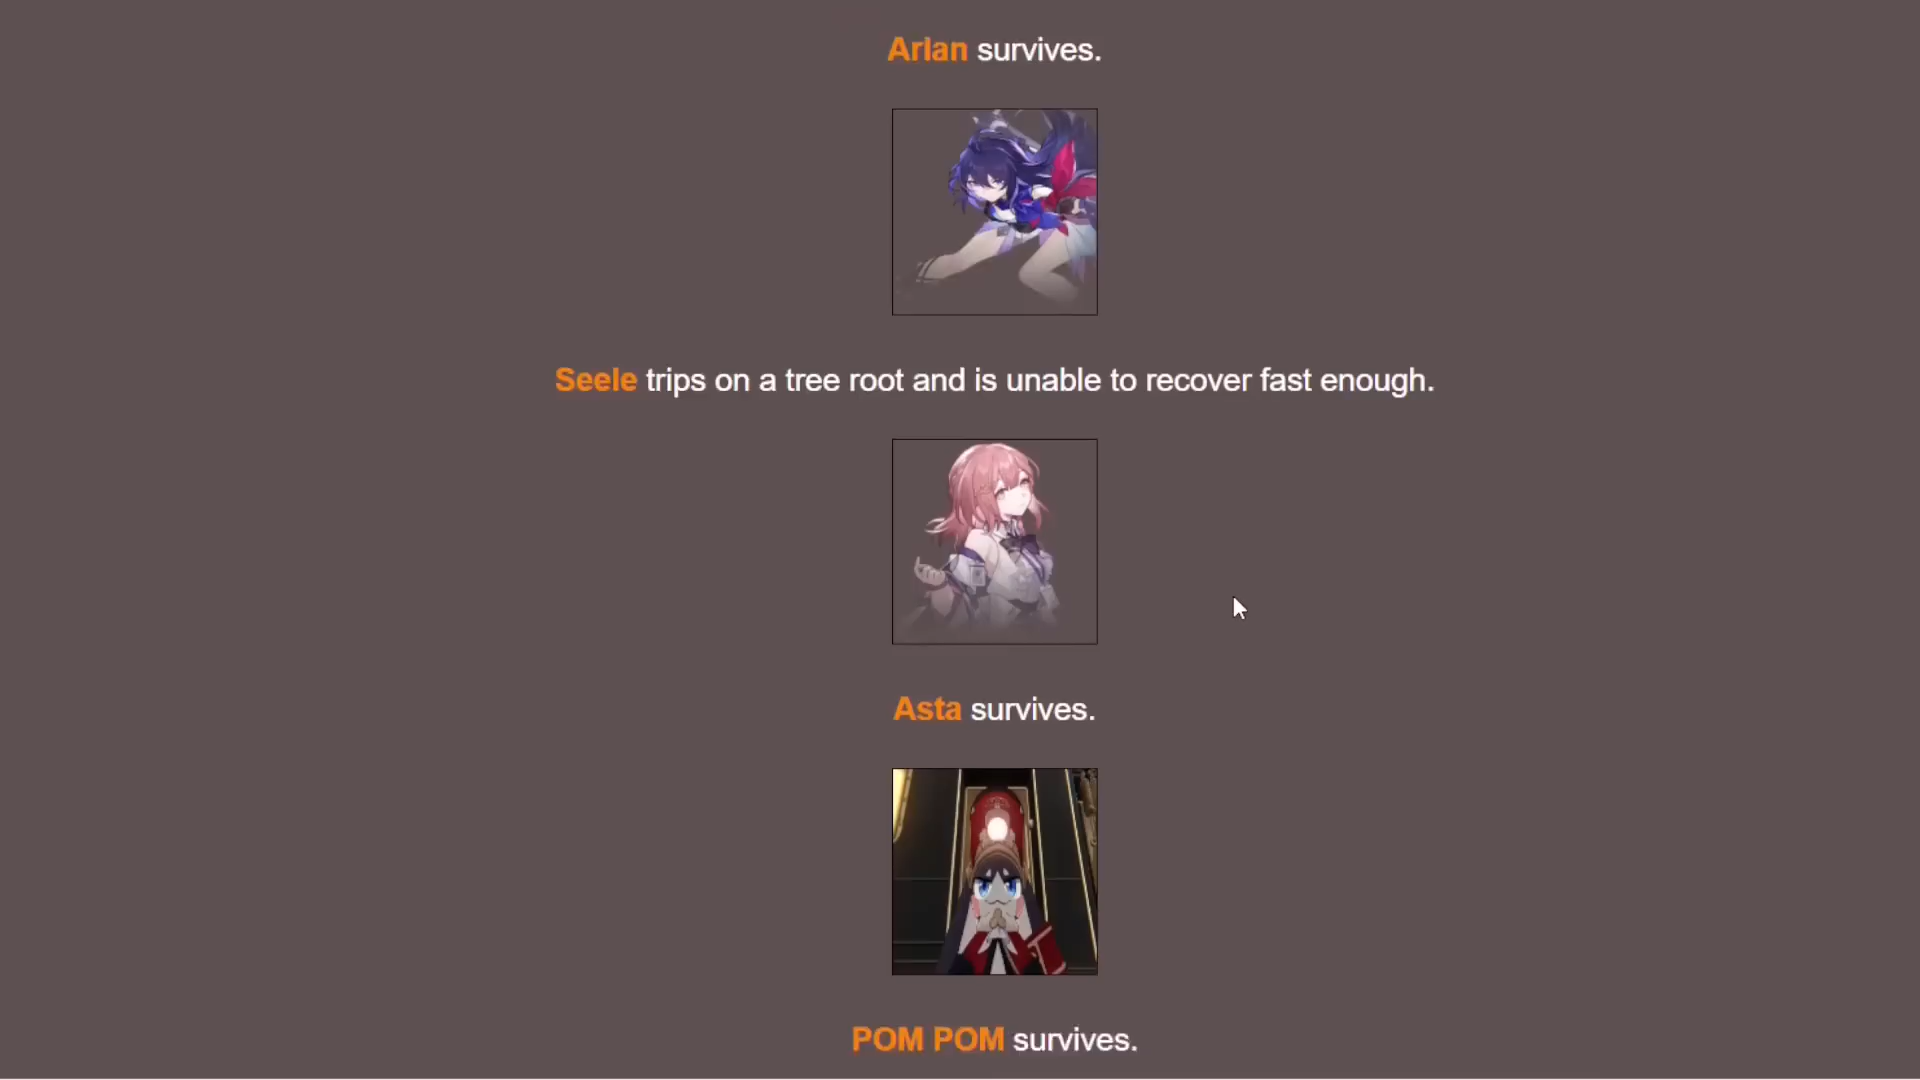 Arlan survives.
Seele trips on a tree root and is unable to recover fast enough.
Asta survives.
POM POM survives.